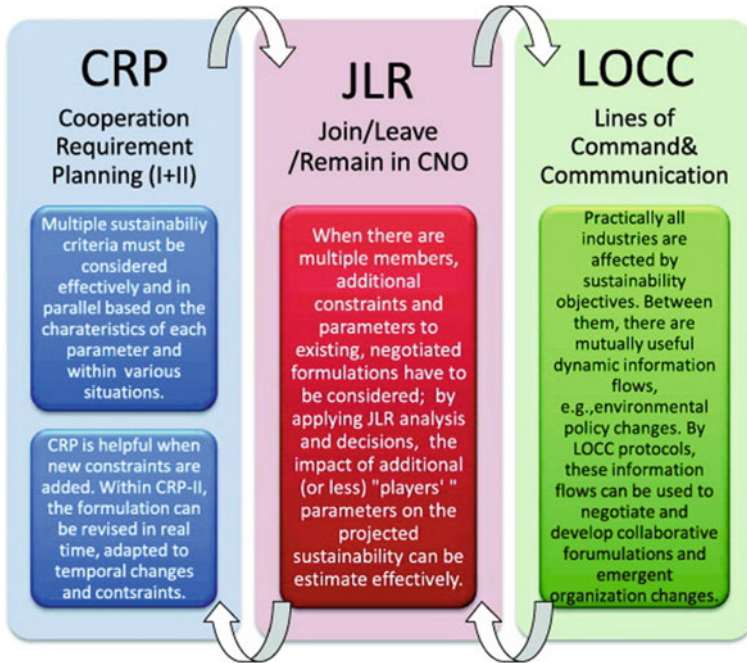 CRP
Cooperation
Requirement
Planning (I+II)
Multiple sustainabiliy
criteria must be
considered
effectively and in
parallel based on the
charateristics of each
parameter and
within various
situations.
CRP is helpful when
new constraints are
added. Within CRP-II,
the formulation can
be revised in real
time, adapted to
temporal changes
and contsraints.
JLR
Join/Leave
/Remain in CNO
When there are
multiple members,
additional
constraints and
parameters to
existing, negotiated
formulations have to
be considered; by
applying JLR analysis
and decisions, the
impact of additional
(or less) "players' "
parameters on the
projected
sustainability can be
estimate effectively.
LOCC
Lines of
Command&
Commmunication
Practically all
industries are
affected by
sustainability
objectives. Between
them, there are
mutually useful
dynamic information
flows,
e.g.,environmental
policy changes. By
LOCC protocols,
these information
flows can be used to
negotiate and
develop collaborative
forumulations and
emergent
organization changes.